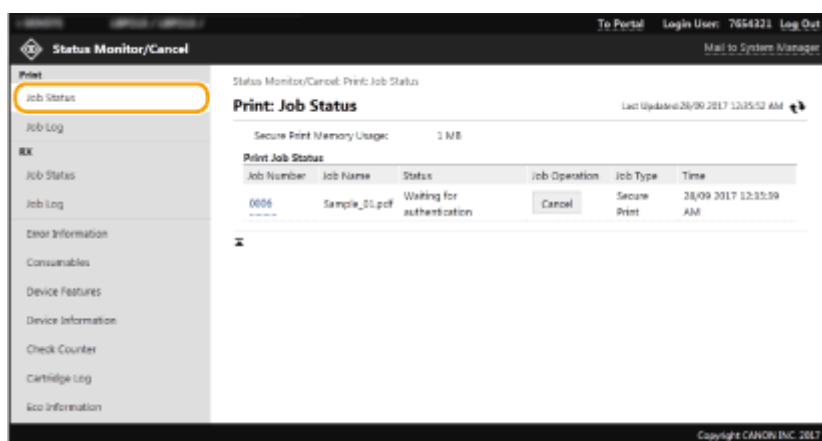 To Portal Login User: 7654321 Log Out
Status Monitor/Cancel
Mail to System Manager
Print
Job Status
Job Log
RX
Job Status
Job Log
Error Information
Consumables
Device Features
Device Information
Check Counter
Cartridge Log
Eco Information
Status Monitor/Cancel: Print: Job Status
Print: Job Status
Last Updated:28/09 2017 12:35:52 AM
Secure Print Memory Usage: 1 MB
Print Job Status
Job Number Job Name Status Job Operation Job Type Time
0006 Sample_01.pdf Waiting for authentication Cancel Secure Print 28/09 2017 12:35:39 AM
Copyright CANON INC. 2017